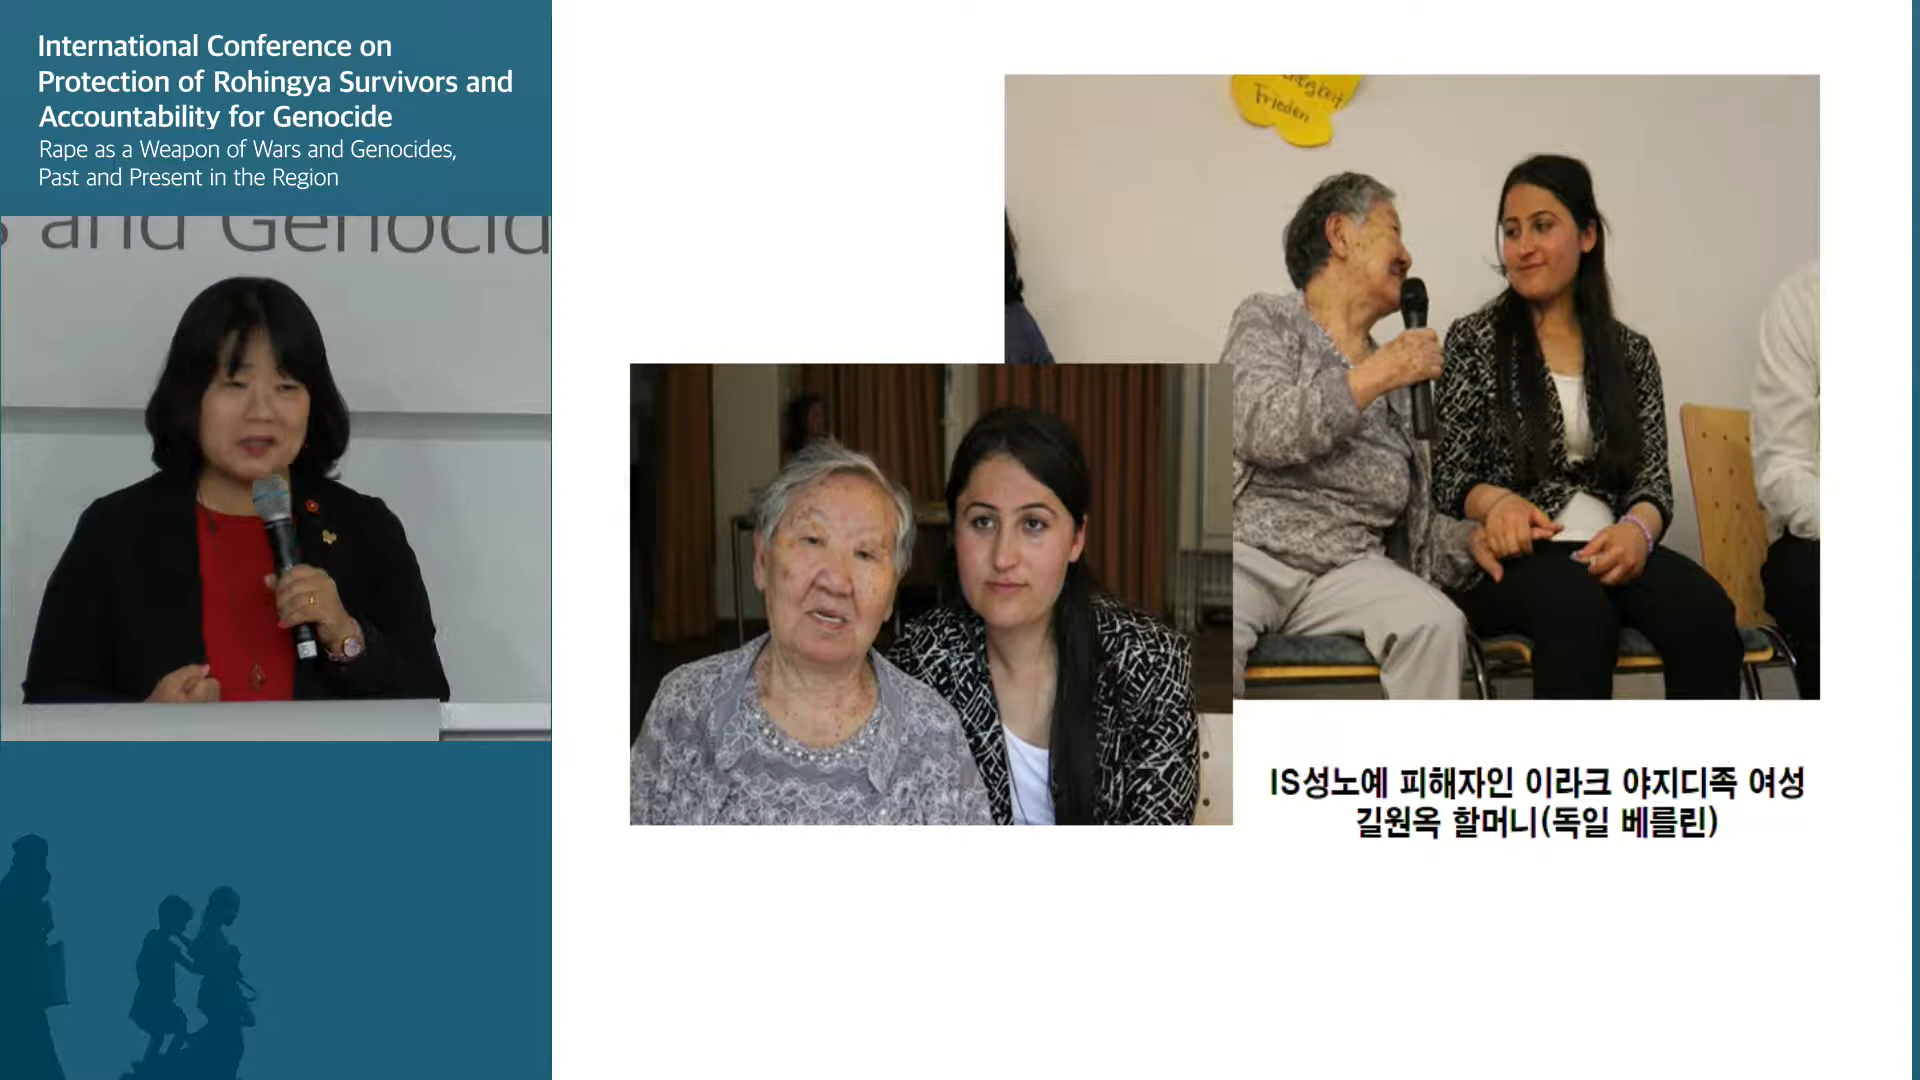 International Conference on
Protection of Rohingya Survivors and
Accountability for Genocide
Rape as a Weapon of Wars and Genocides,
Past and Present in the Region
and Genocid
Frieden
IS성노예 피해자인 이라크 야지디족 여성
길원옥 할머니(독일 베를린)